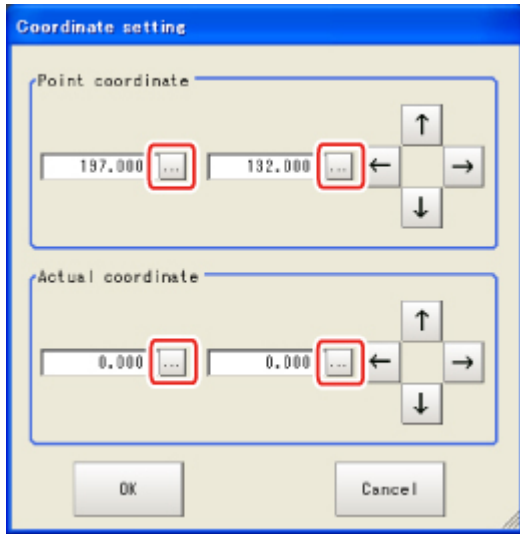 Coordinate setting
Point coordinate
↑
197.000 ... 132.000 ... ← →
↓
Actual coordinate
↑
0.000 ... 0.000 ... ← →
↓
OK Cancel